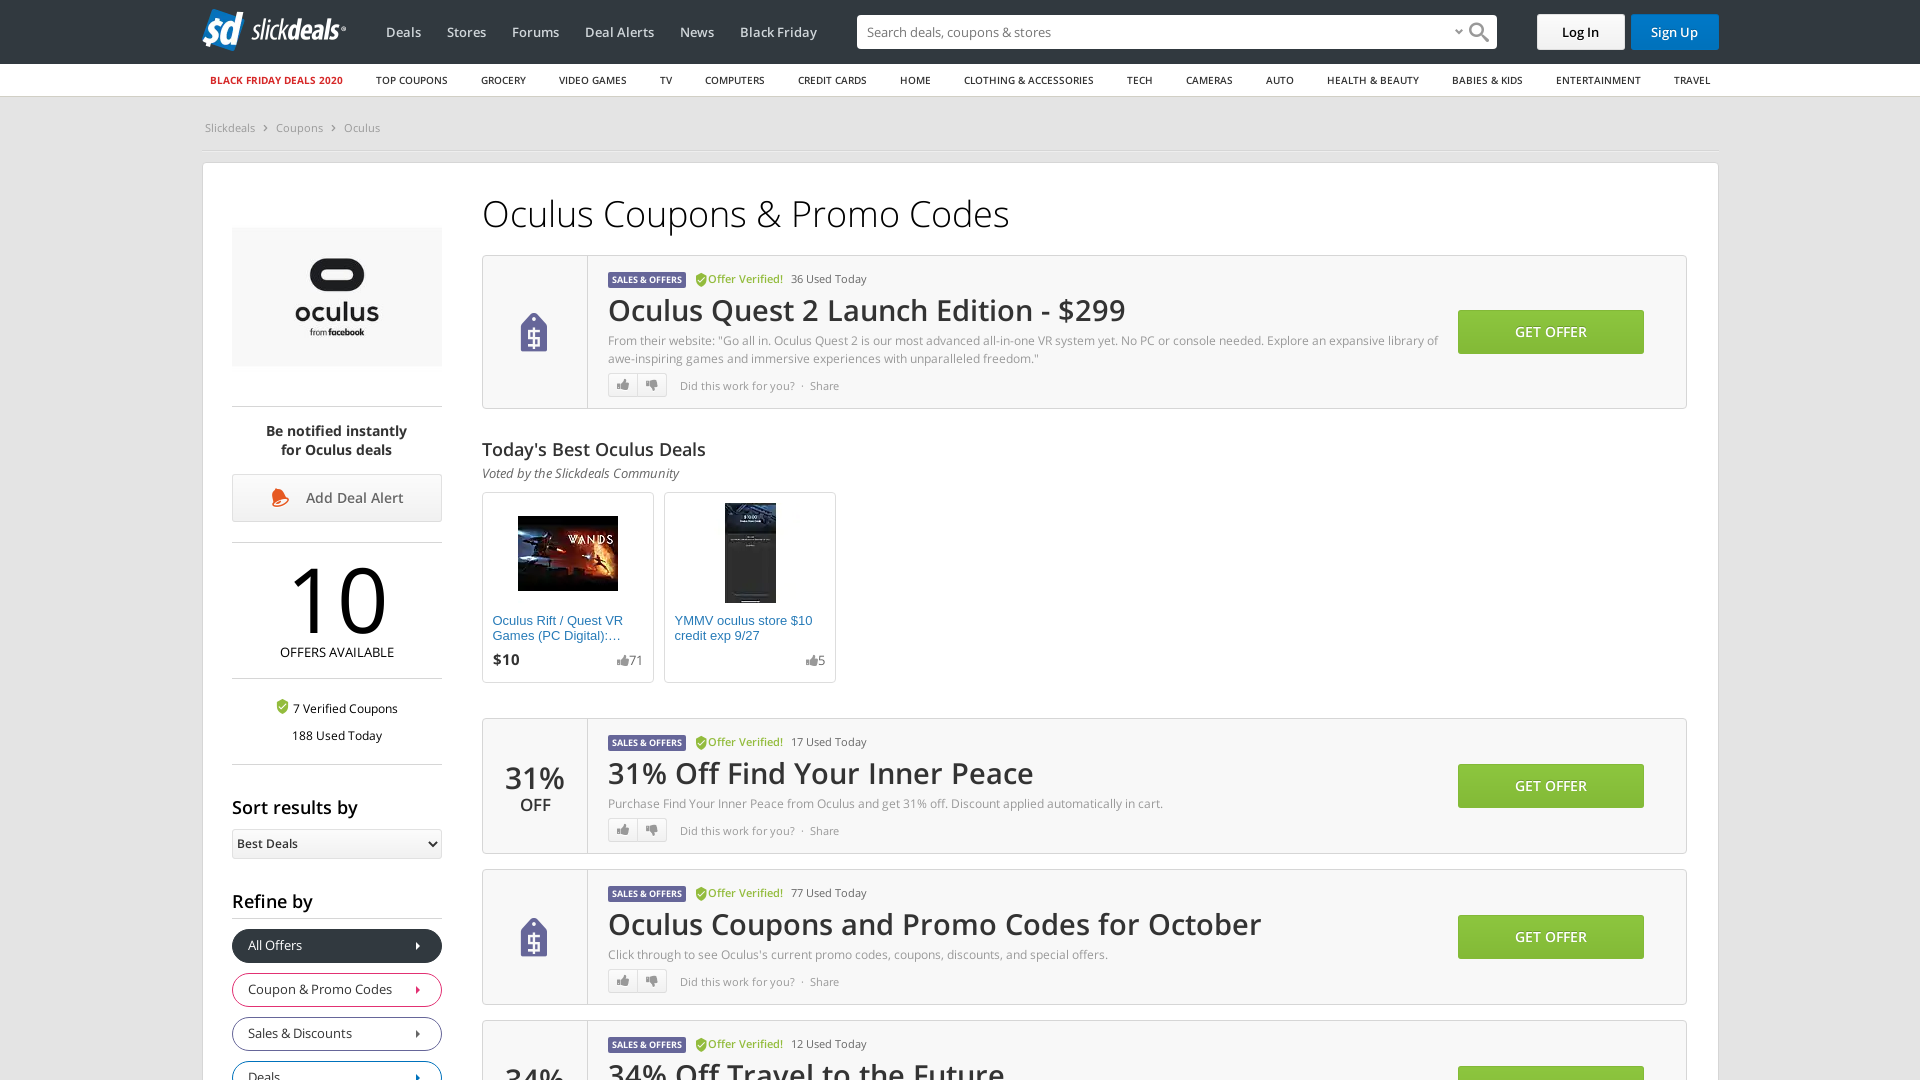 slickdeals
Deals
Stores
Forums
Deal Alerts
News
Black Friday
Search deals, coupons & stores
Log In
Sign Up
BLACK FRIDAY DEALS 2020
TOP COUPONS
GROCERY
VIDEO GAMES
TV
COMPUTERS
CREDIT CARDS
HOME
CLOTHING & ACCESSORIES
TECH
CAMERAS
AUTO
HEALTH & BEAUTY
BABIES & KIDS
ENTERTAINMENT
TRAVEL
Slickdeals > Coupons > Oculus
oculus
from facebook
Be notified instantly
for Oculus deals
Add Deal Alert
10
OFFERS AVAILABLE
7 Verified Coupons
188 Used Today
Sort results by
Best Deals
Refine by
All Offers
Coupon & Promo Codes
Sales & Discounts
Deals
Oculus Coupons & Promo Codes
SALES & OFFERS Offer Verified! 36 Used Today
Oculus Quest 2 Launch Edition - $299
From their website: "Go all in. Oculus Quest 2 is our most advanced all-in-one VR system yet. No PC or console needed. Explore an expansive library of
awe-inspiring games and immersive experiences with unparalleled freedom."
Did this work for you? · Share
GET OFFER
Today's Best Oculus Deals
Voted by the Slickdeals Community
WANDS
Oculus Rift / Quest VR
Games (PC Digital):…
$10
71
YMMV oculus store $10
credit exp 9/27
5
31%
OFF
SALES & OFFERS Offer Verified! 17 Used Today
31% Off Find Your Inner Peace
Purchase Find Your Inner Peace from Oculus and get 31% off. Discount applied automatically in cart.
Did this work for you? · Share
GET OFFER
SALES & OFFERS Offer Verified! 77 Used Today
Oculus Coupons and Promo Codes for October
Click through to see Oculus's current promo codes, coupons, discounts, and special offers.
Did this work for you? · Share
GET OFFER
34%
SALES & OFFERS Offer Verified! 12 Used Today
34% Off Travel to the Future